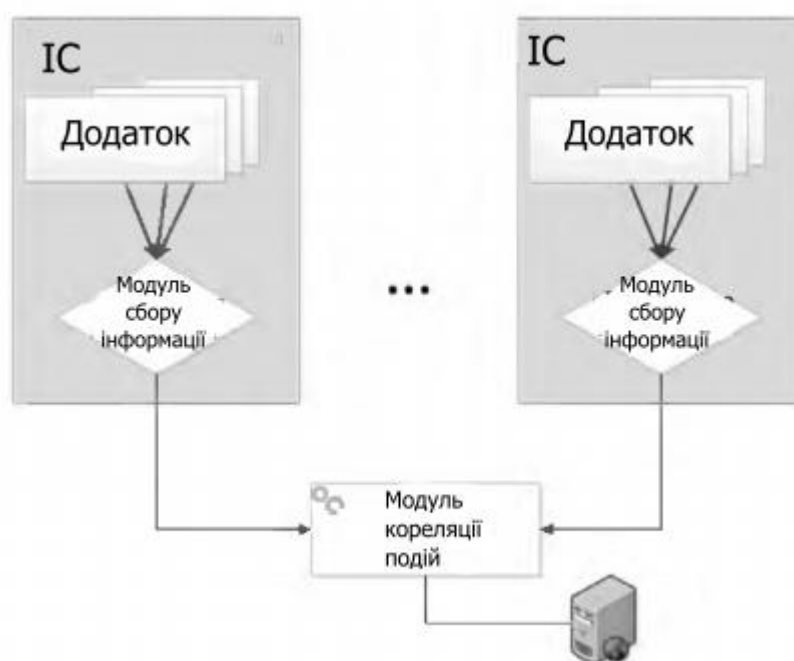 ІС
Додаток
Модуль
сбору
інформації
ІС
Додаток
Модуль
сбору
інформації
...
Модуль
кореляції
подій